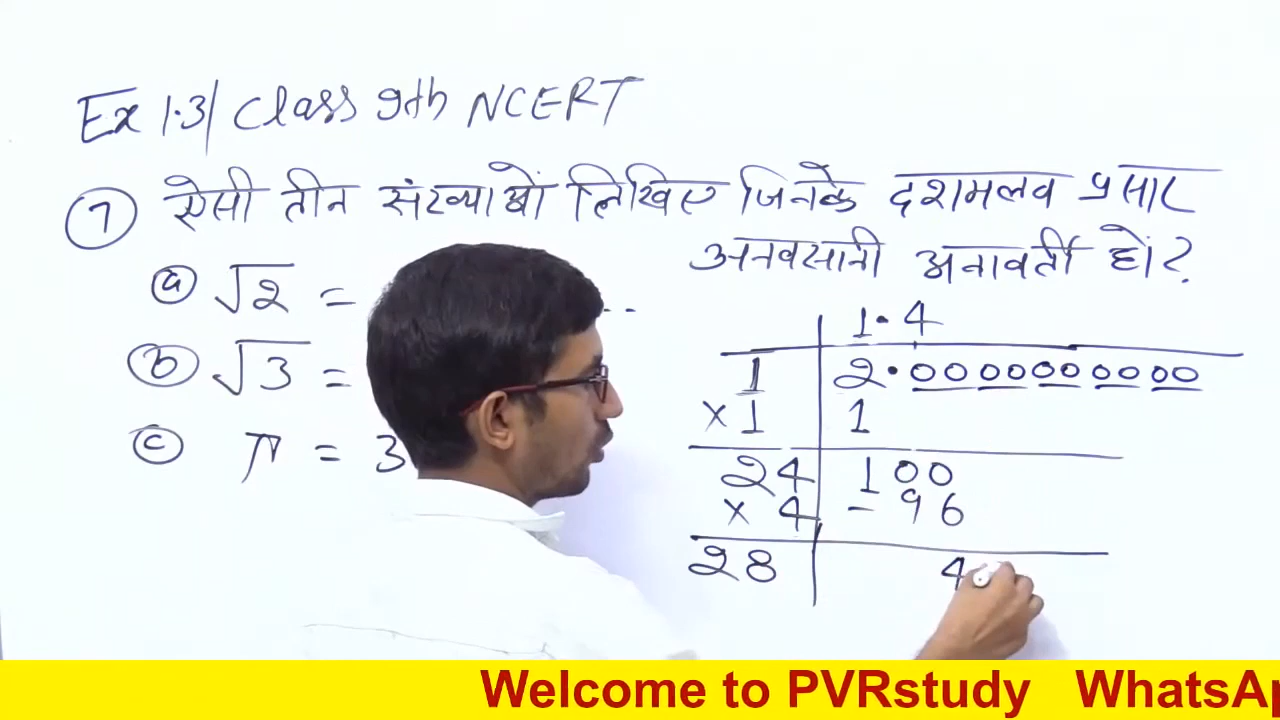 Ex 1.3/ Class 9th NCERT
7 ऐसी तीन संख्याओं लिखिए जिनके दशमलव प्रसार
अनवसानी अनावर्ती हों?
a √2 = ..
b √3 =
c π = 3
1.4
1 2.0000000000
×1 1
24 100
× 4 - 96
28 4
Welcome to PVRstudy WhatsAp